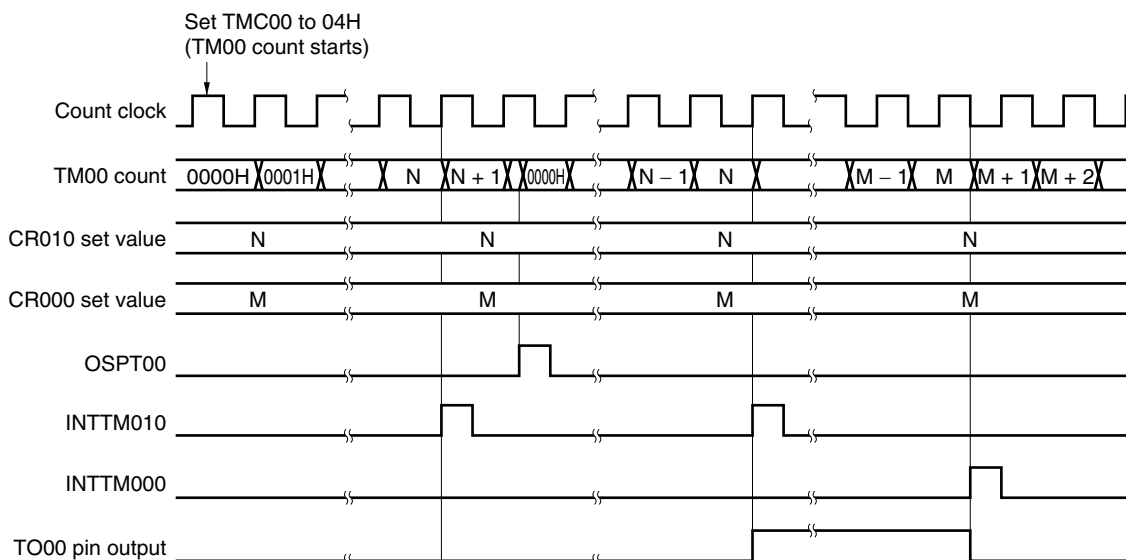 Set TMC00 to 04H
(TM00 count starts)
Count clock
TM00 count 0000H 0001H N N + 1 0000H N − 1 N M − 1 M M + 1 M + 2
CR010 set value N N N N
CR000 set value M M M M
OSPT00
INTTM010
INTTM000
TO00 pin output